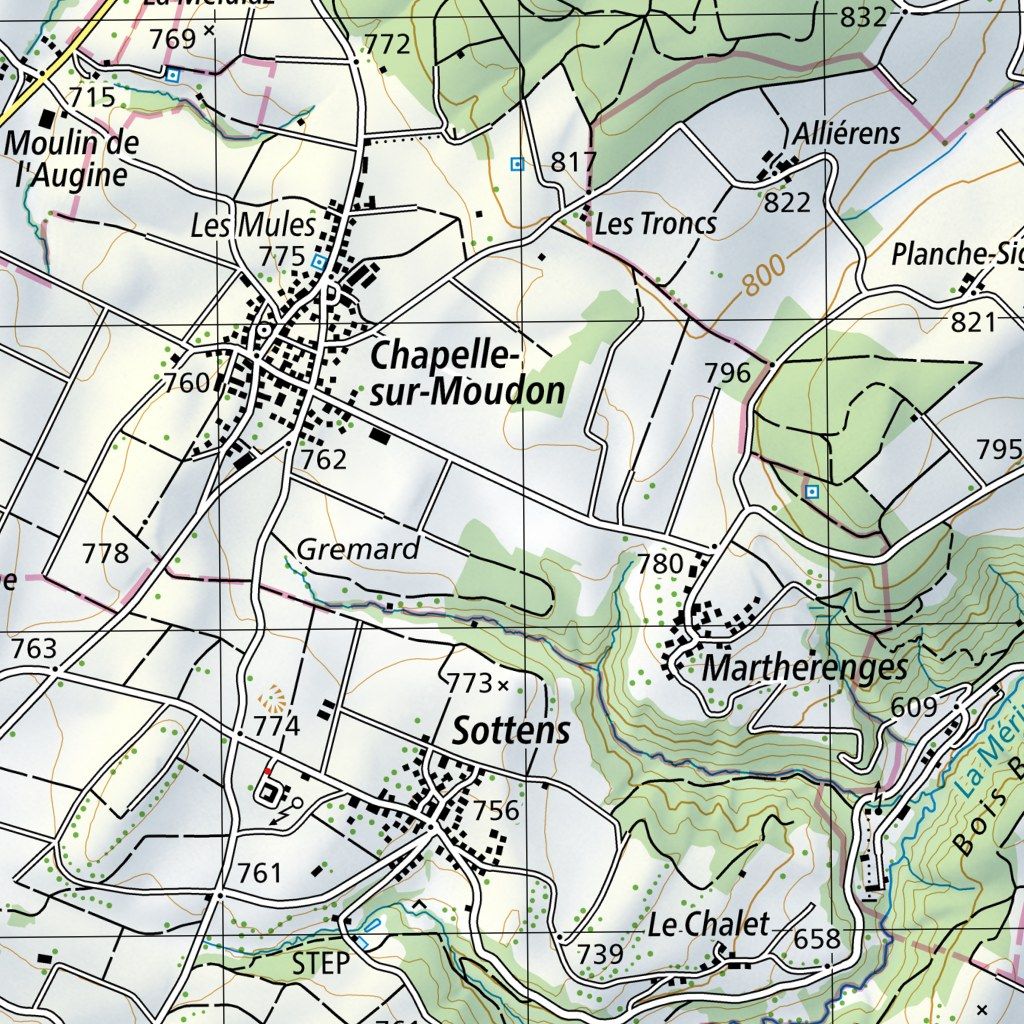 832
769
772
715
Moulin de
l'Augine
817
Alliérens
822
Les Mules
Les Troncs
775
P
800
821
Chapelle-
sur-Moudon
760
796
762
795
Gremard
778
780
763
Martherenges
773
609
774
Sottens
756
761
Le Chalet
739
658
STEP